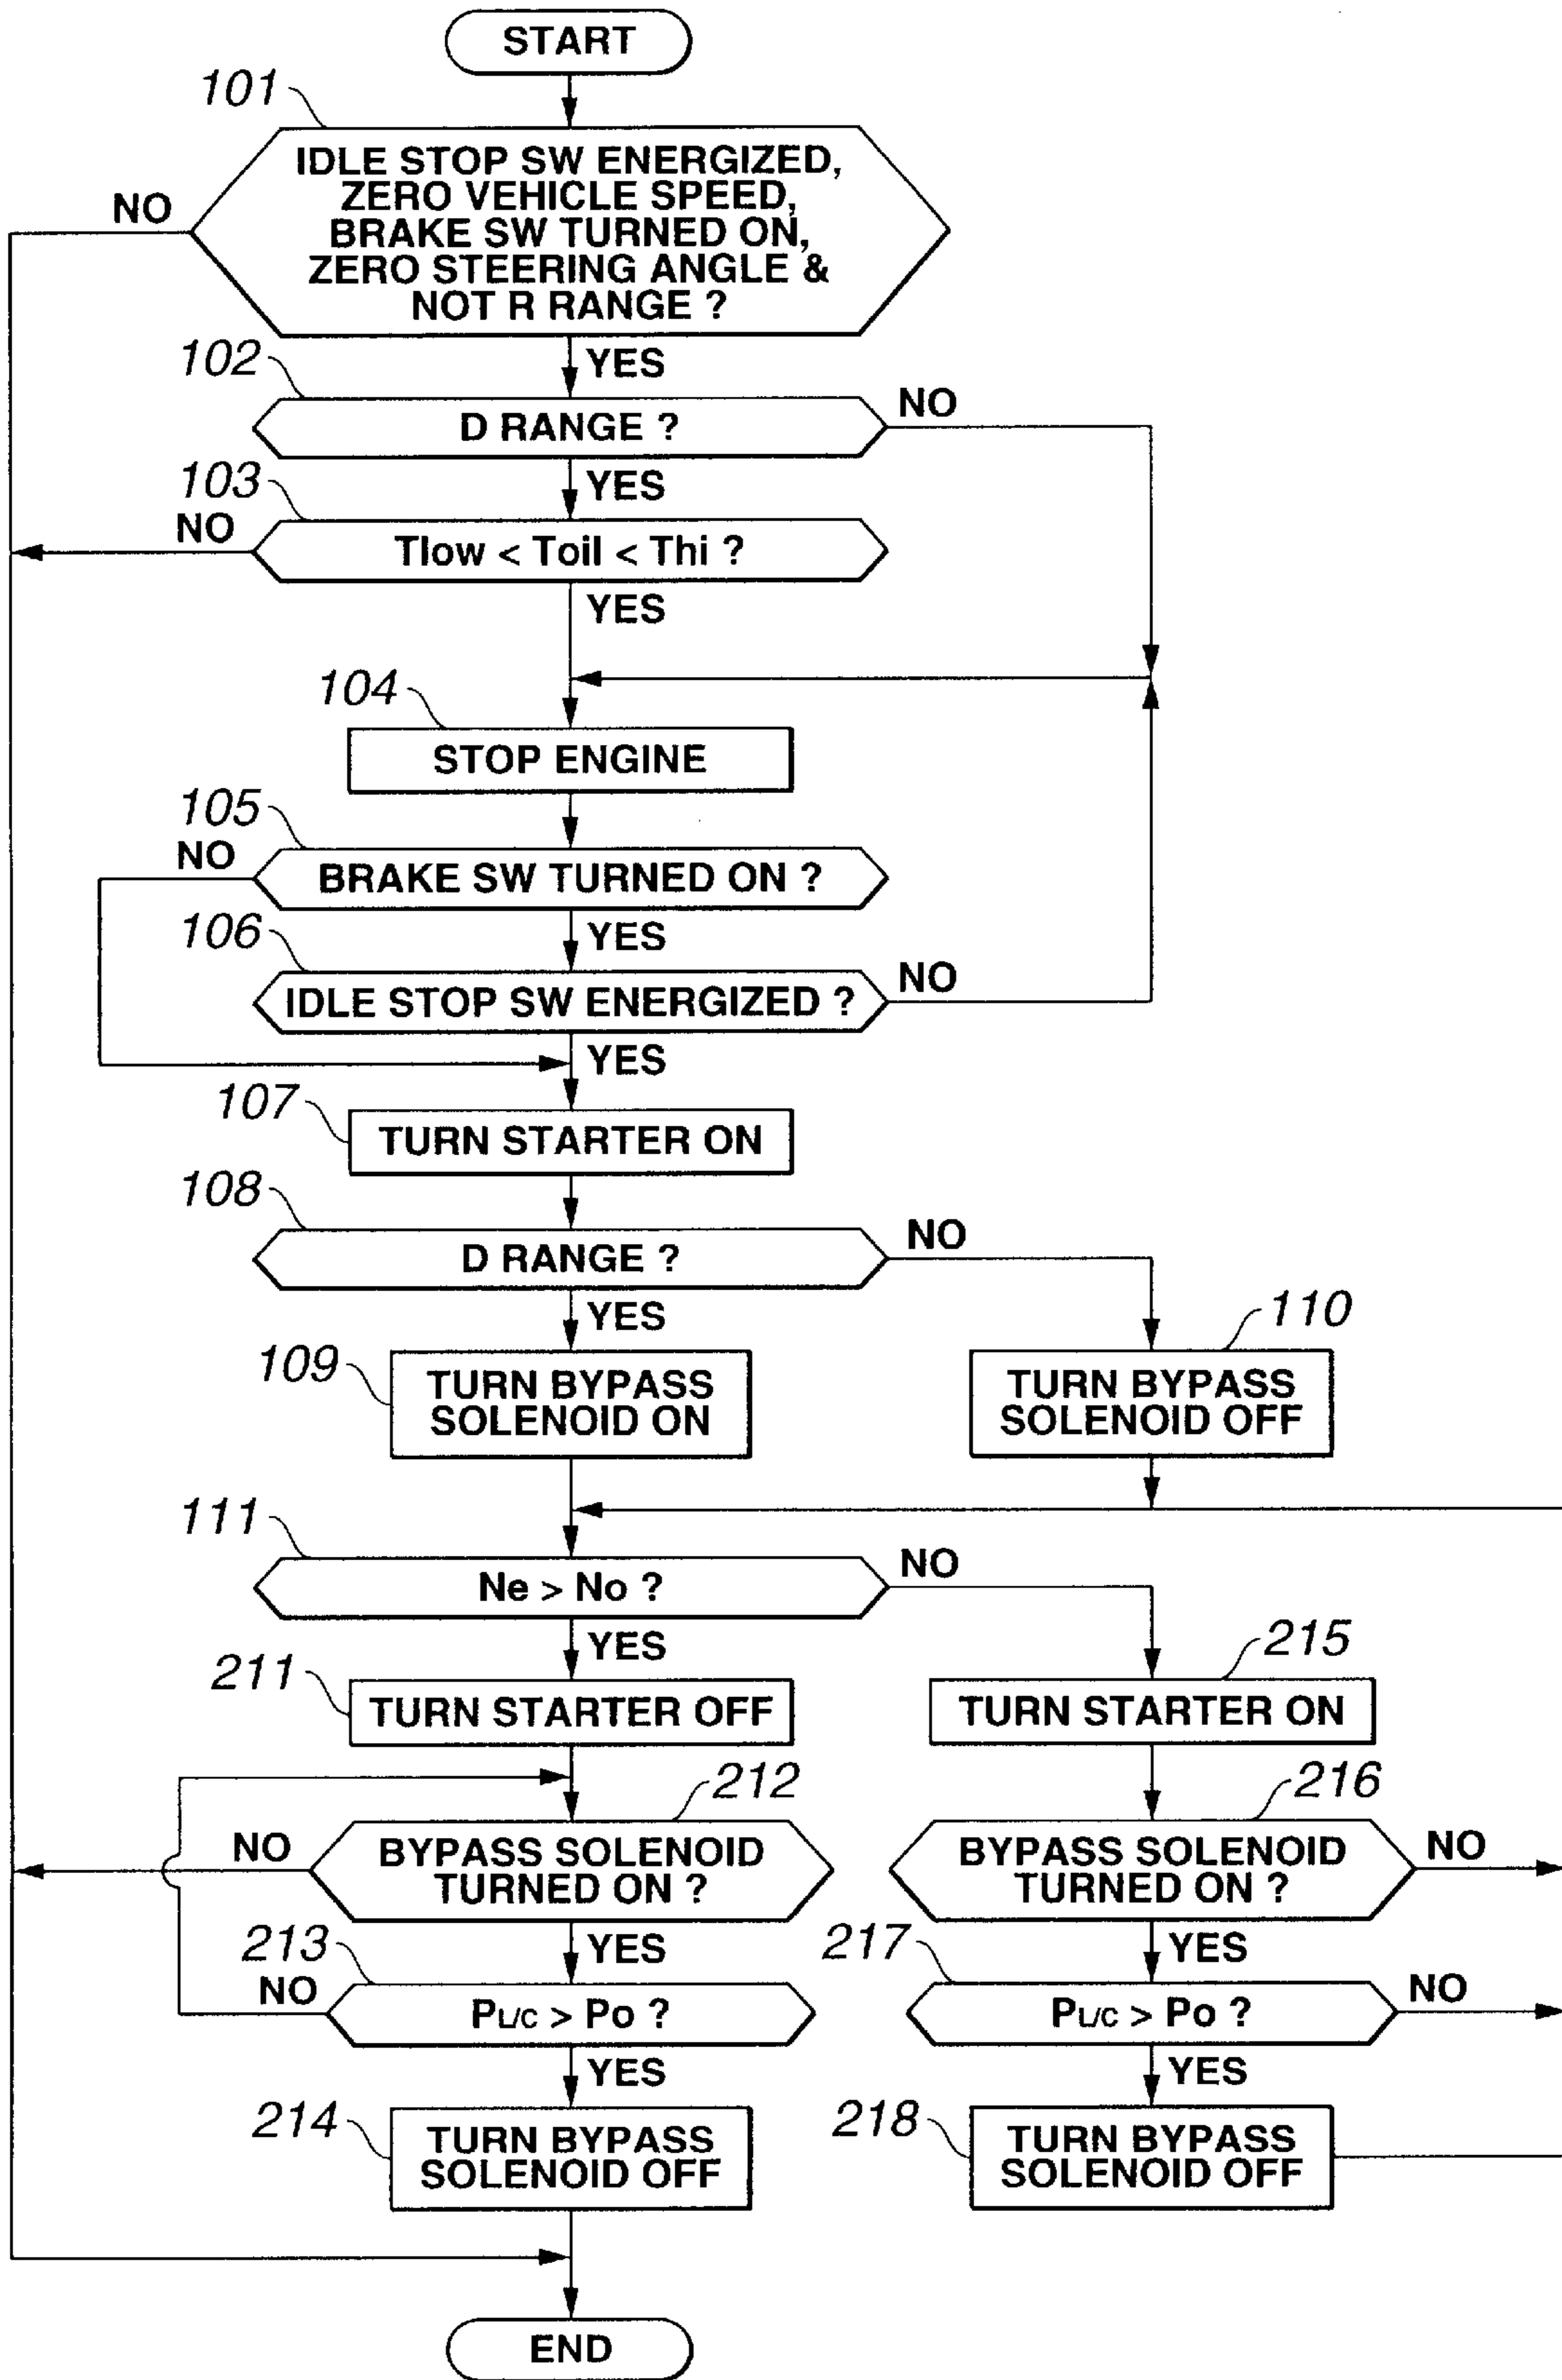 START
101
IDLE STOP SW ENERGIZED,
ZERO VEHICLE SPEED,
BRAKE SW TURNED ON,
ZERO STEERING ANGLE &
NOT R RANGE ?
NO
YES
102
D RANGE ?
NO
YES
103
NO
Tlow < Toil < Thi ?
YES
104
STOP ENGINE
105
NO
BRAKE SW TURNED ON ?
YES
106
IDLE STOP SW ENERGIZED ?
NO
YES
107
TURN STARTER ON
108
D RANGE ?
NO
YES
109
TURN BYPASS
SOLENOID ON
110
TURN BYPASS
SOLENOID OFF
111
Ne > No ?
NO
YES
211
TURN STARTER OFF
215
TURN STARTER ON
212
NO
BYPASS SOLENOID
TURNED ON ?
YES
216
BYPASS SOLENOID
TURNED ON ?
NO
YES
213
NO
PL/C > Po ?
YES
217
PL/C > Po ?
NO
YES
214
TURN BYPASS
SOLENOID OFF
218
TURN BYPASS
SOLENOID OFF
END